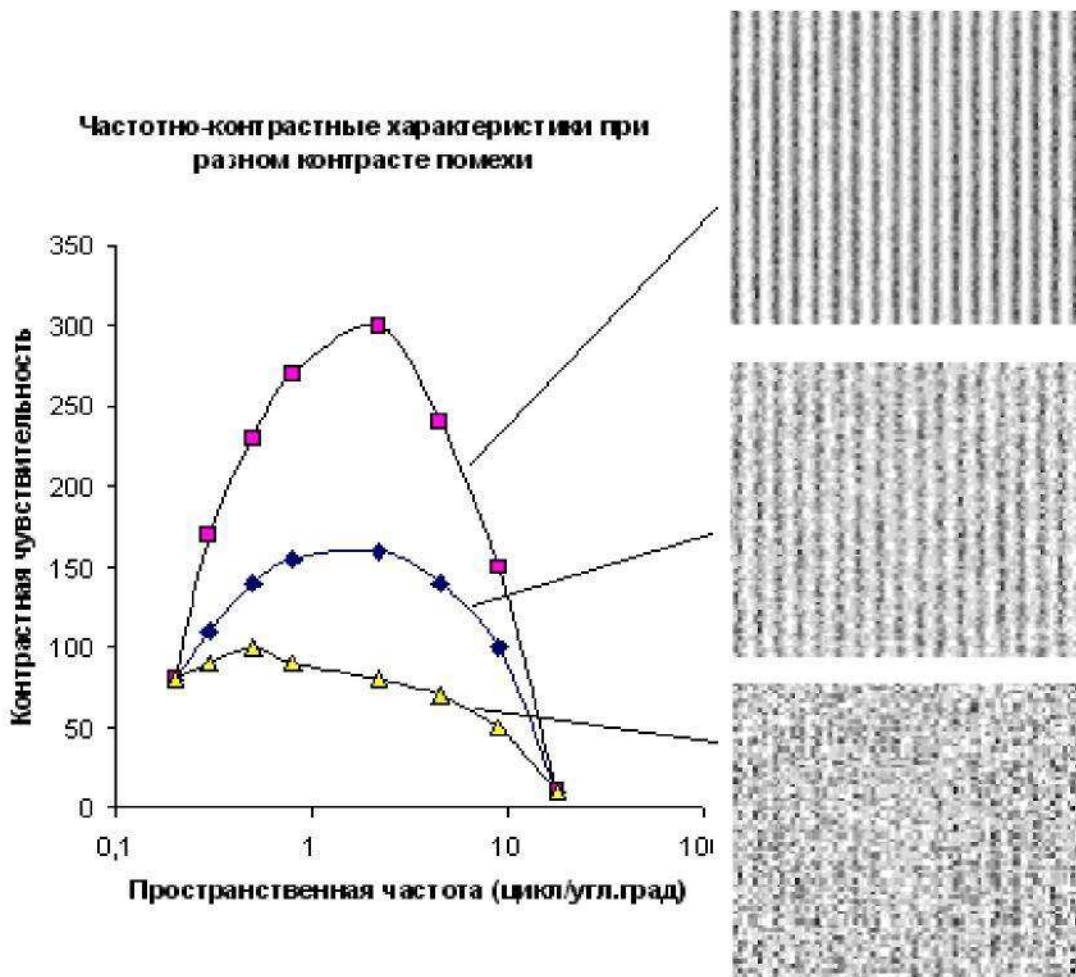 Частотно-контрастные характеристики при
разном контрасте помехи
350
300
250
200
150
100
50
0
Контрастная чувствительность
0,1
1
10
Пространственная частота (цикл/угл.град)